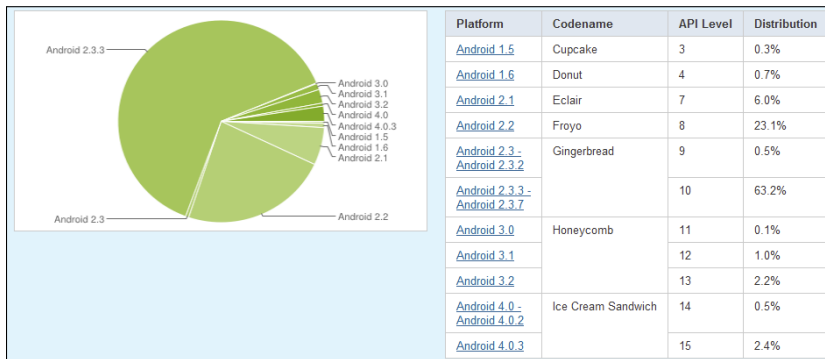 Android 2.3.3
Android 3.0
Android 3.1
Android 3.2
Android 4.0
Android 4.0.3
Android 1.5
Android 1.6
Android 2.1
Android 2.2
Android 2.3
Platform Codename API Level Distribution
Android 1.5 Cupcake 3 0.3%
Android 1.6 Donut 4 0.7%
Android 2.1 Eclair 7 6.0%
Android 2.2 Froyo 8 23.1%
Android 2.3 - Gingerbread 9 0.5%
Android 2.3.2
Android 2.3.3 - 10 63.2%
Android 2.3.7
Android 3.0 Honeycomb 11 0.1%
Android 3.1 12 1.0%
Android 3.2 13 2.2%
Android 4.0 - Ice Cream Sandwich 14 0.5%
Android 4.0.2
Android 4.0.3 15 2.4%